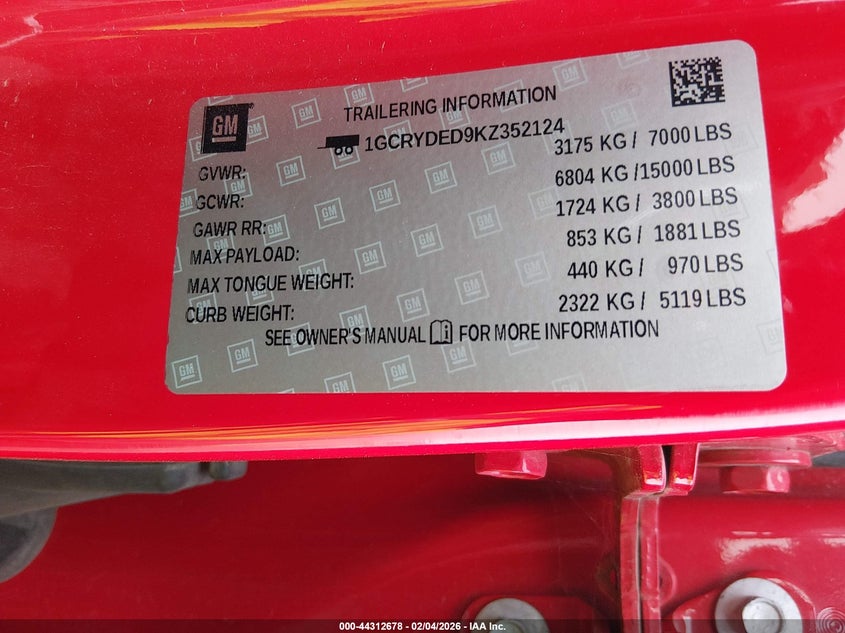 GM
TRAILERING INFORMATION
1GCRYDED9KZ352124
GVWR: 3175 KG / 7000 LBS
GCWR: 6804 KG /15000 LBS
GAWR RR: 1724 KG / 3800 LBS
MAX PAYLOAD: 853 KG / 1881 LBS
MAX TONGUE WEIGHT: 440 KG / 970 LBS
CURB WEIGHT: 2322 KG / 5119 LBS
SEE OWNER'S MANUAL FOR MORE INFORMATION
000-44312678 - 02/04/2026 - IAA Inc.